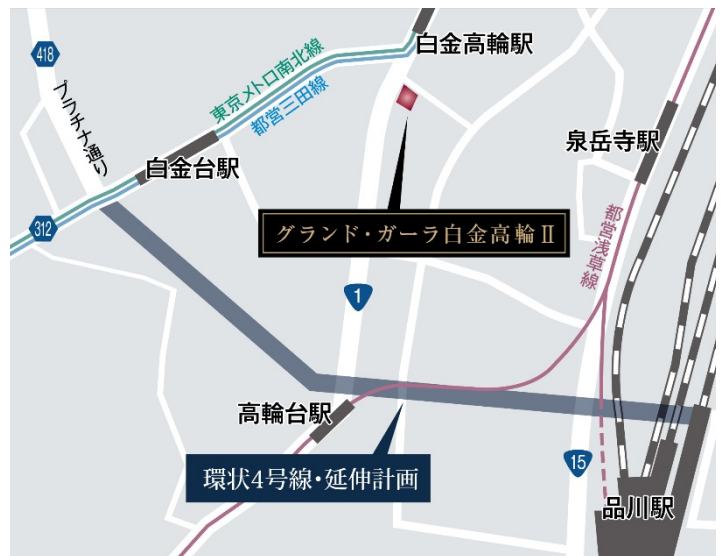 白金高輪駅
418
東京メトロ南北線
都営三田線
プラチナ通り
泉岳寺駅
白金台駅
312
グランド・ガーラ白金高輪Ⅱ
都営浅草線
1
高輪台駅
環状4号線・延伸計画
15
品川駅